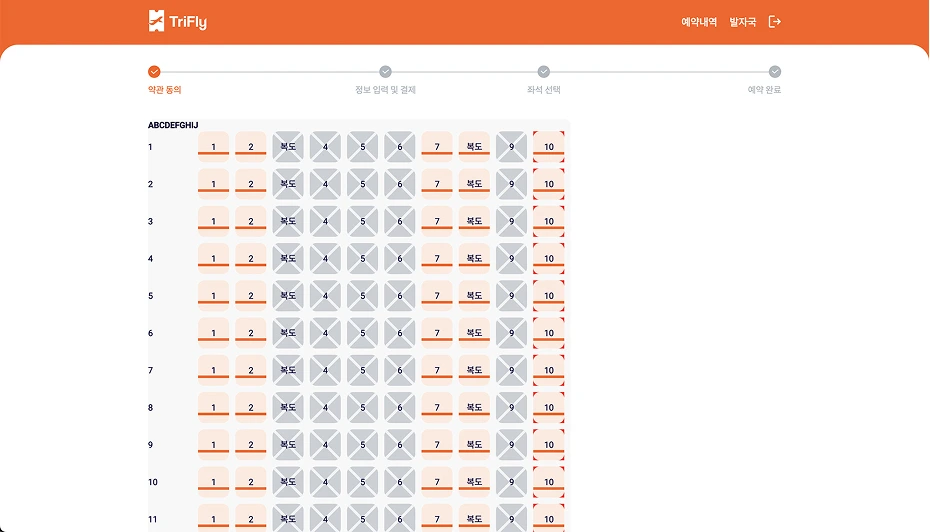 TriFly
예약내역 발자국
약관 동의 정보 입력 및 결제 좌석 선택 예약 완료
ABCDEFGHIJ
1 1 2 복도 4 5 6 7 복도 9 10
2 1 2 복도 4 5 6 7 복도 9 10
3 1 2 복도 4 5 6 7 복도 9 10
4 1 2 복도 4 5 6 7 복도 9 10
5 1 2 복도 4 5 6 7 복도 9 10
6 1 2 복도 4 5 6 7 복도 9 10
7 1 2 복도 4 5 6 7 복도 9 10
8 1 2 복도 4 5 6 7 복도 9 10
9 1 2 복도 4 5 6 7 복도 9 10
10 1 2 복도 4 5 6 7 복도 9 10
11 1 2 복도 4 5 6 7 복도 9 10